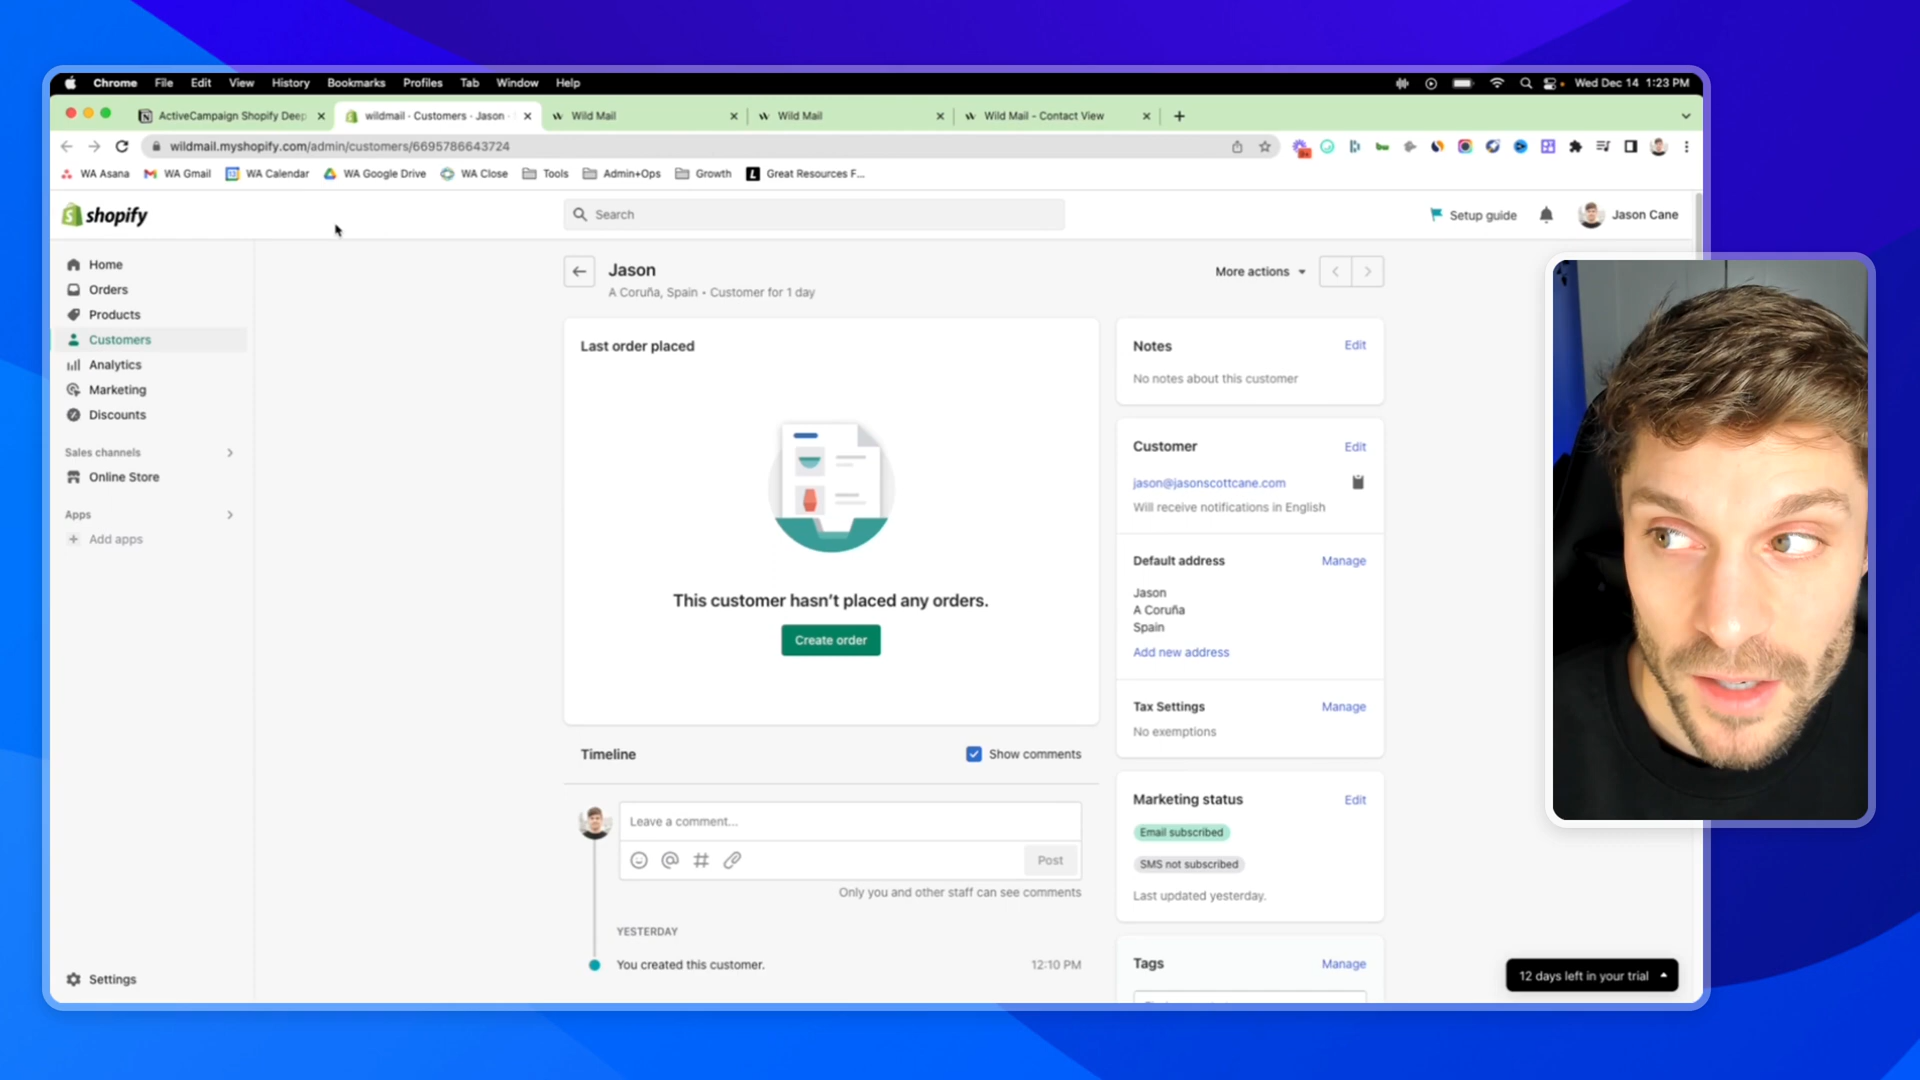 Chrome File Edit View History Bookmarks Profiles Tab Window Help Wed Dec 14 1:23 PM
ActiveCampaign Shopify Deep wildmail · Customers · Jason · Wild Mail Wild Mail Wild Mail - Contact View
wildmail.myshopify.com/admin/customers/6695786643724
WA Asana WA Gmail WA Calendar WA Google Drive WA Close Tools Admin+Ops Growth Great Resources F...
shopify
Search
Setup guide
Jason Cane
Home
Orders
Products
Customers
Analytics
Marketing
Discounts
Sales channels
Online Store
Apps
Add apps
Settings
Jason
A Coruña, Spain • Customer for 1 day
More actions
Last order placed
This customer hasn't placed any orders.
Create order
Timeline
Show comments
Leave a comment...
Post
Only you and other staff can see comments
YESTERDAY
You created this customer.
12:10 PM
Notes
Edit
No notes about this customer
Customer
Edit
jason@jasonscottcane.com
Will receive notifications in English
Default address
Manage
Jason
A Coruña
Spain
Add new address
Tax Settings
Manage
No exemptions
Marketing status
Edit
Email subscribed
SMS not subscribed
Last updated yesterday.
Tags
Manage
12 days left in your trial